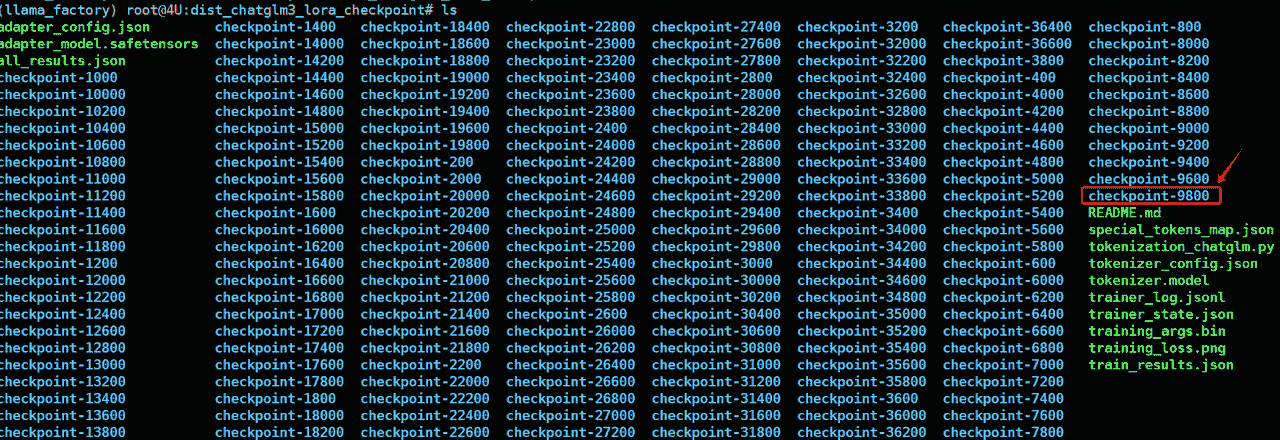 (llama_factory) root@4U:dist_chatglm3_lora_checkpoint# ls
adapter_config.json checkpoint-1400 checkpoint-18400 checkpoint-22800 checkpoint-27400 checkpoint-3200 checkpoint-36400 checkpoint-800
adapter_model.safetensors checkpoint-14000 checkpoint-18600 checkpoint-23000 checkpoint-27600 checkpoint-32000 checkpoint-36600 checkpoint-8000
all_results.json checkpoint-14200 checkpoint-18800 checkpoint-23200 checkpoint-27800 checkpoint-32200 checkpoint-3800 checkpoint-8200
checkpoint-1000 checkpoint-14400 checkpoint-19000 checkpoint-23400 checkpoint-2800 checkpoint-32400 checkpoint-400 checkpoint-8400
checkpoint-10000 checkpoint-14600 checkpoint-19200 checkpoint-23600 checkpoint-28000 checkpoint-32600 checkpoint-4000 checkpoint-8600
checkpoint-10200 checkpoint-14800 checkpoint-19400 checkpoint-23800 checkpoint-28200 checkpoint-32800 checkpoint-4200 checkpoint-8800
checkpoint-10400 checkpoint-15000 checkpoint-19600 checkpoint-2400 checkpoint-28400 checkpoint-33000 checkpoint-4400 checkpoint-9000
checkpoint-10600 checkpoint-15200 checkpoint-19800 checkpoint-24000 checkpoint-28600 checkpoint-33200 checkpoint-4600 checkpoint-9200
checkpoint-10800 checkpoint-15400 checkpoint-200 checkpoint-24200 checkpoint-28800 checkpoint-33400 checkpoint-4800 checkpoint-9400
checkpoint-11000 checkpoint-15600 checkpoint-2000 checkpoint-24400 checkpoint-29000 checkpoint-33600 checkpoint-5000 checkpoint-9600
checkpoint-11200 checkpoint-15800 checkpoint-20000 checkpoint-24600 checkpoint-29200 checkpoint-33800 checkpoint-5200 checkpoint-9800
checkpoint-11400 checkpoint-1600 checkpoint-20200 checkpoint-24800 checkpoint-29400 checkpoint-3400 checkpoint-5400 README.md
checkpoint-11600 checkpoint-16000 checkpoint-20400 checkpoint-25000 checkpoint-29600 checkpoint-34000 checkpoint-5600 special_tokens_map.json
checkpoint-11800 checkpoint-16200 checkpoint-20600 checkpoint-25200 checkpoint-29800 checkpoint-34200 checkpoint-5800 tokenization_chatglm.py
checkpoint-1200 checkpoint-16400 checkpoint-20800 checkpoint-25400 checkpoint-3000 checkpoint-34400 checkpoint-600 tokenizer_config.json
checkpoint-12000 checkpoint-16600 checkpoint-21000 checkpoint-25600 checkpoint-30000 checkpoint-34600 checkpoint-6000 tokenizer.model
checkpoint-12200 checkpoint-16800 checkpoint-21200 checkpoint-25800 checkpoint-30200 checkpoint-34800 checkpoint-6200 trainer_log.jsonl
checkpoint-12400 checkpoint-17000 checkpoint-21400 checkpoint-2600 checkpoint-30400 checkpoint-35000 checkpoint-6400 trainer_state.json
checkpoint-12600 checkpoint-17200 checkpoint-21600 checkpoint-26000 checkpoint-30600 checkpoint-35200 checkpoint-6600 training_args.bin
checkpoint-12800 checkpoint-17400 checkpoint-21800 checkpoint-26200 checkpoint-30800 checkpoint-35400 checkpoint-6800 training_loss.png
checkpoint-13000 checkpoint-17600 checkpoint-2200 checkpoint-26400 checkpoint-31000 checkpoint-35600 checkpoint-7000 train_results.json
checkpoint-13200 checkpoint-17800 checkpoint-22000 checkpoint-26600 checkpoint-31200 checkpoint-35800 checkpoint-7200
checkpoint-13400 checkpoint-1800 checkpoint-22200 checkpoint-26800 checkpoint-31400 checkpoint-3600 checkpoint-7400
checkpoint-13600 checkpoint-18000 checkpoint-22400 checkpoint-27000 checkpoint-31600 checkpoint-36000 checkpoint-7600
checkpoint-13800 checkpoint-18200 checkpoint-22600 checkpoint-27200 checkpoint-31800 checkpoint-36200 checkpoint-7800